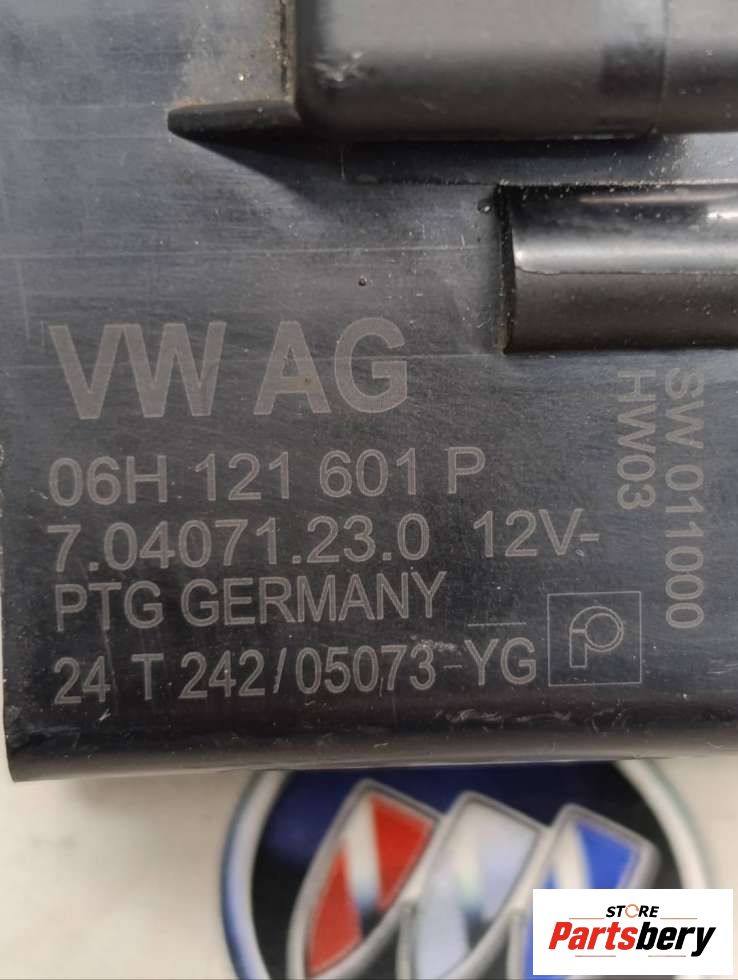 VW AG
06H 121 601 P
7.04071.23.0 12V-
PTG GERMANY
24 T 242/05073-YG
SW 011000
HW03
STORE
Partsbery